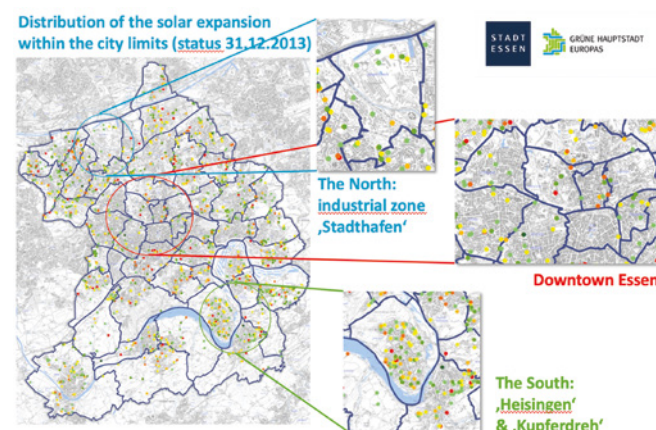 Distribution of the solar expansion
within the city limits (status 31.12.2013)
STADT
ESSEN
GRÜNE HAUPTSTADT
EUROPAS
The North:
industrial zone
‚Stadthafen‘
Downtown Essen
The South:
‚Heisingen‘
& ‚Kupferdreh‘